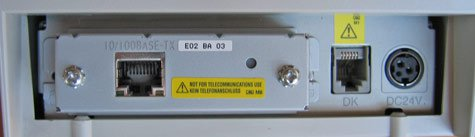 10/100BASE-TX
E02 BA 03
NOT FOR TELECOMMUNICATIONS USE
KEIN TELEFONANSCHLUSS
DK
DC24V